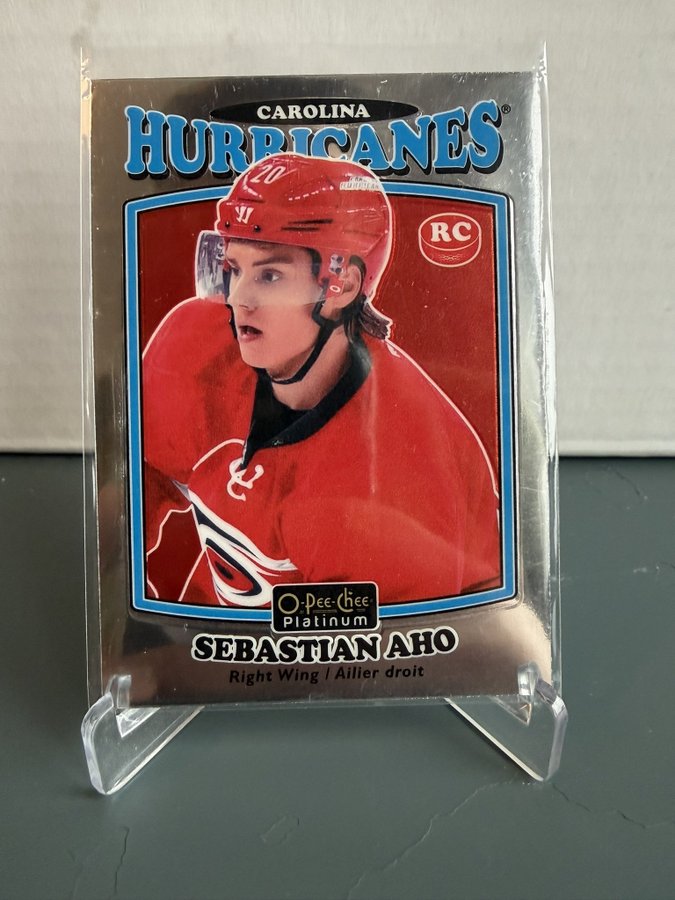 CAROLINA
HURRICANES®
20
RC
O-Pee-Chee
Platinum
SEBASTIAN AHO
Right Wing / Ailier droit